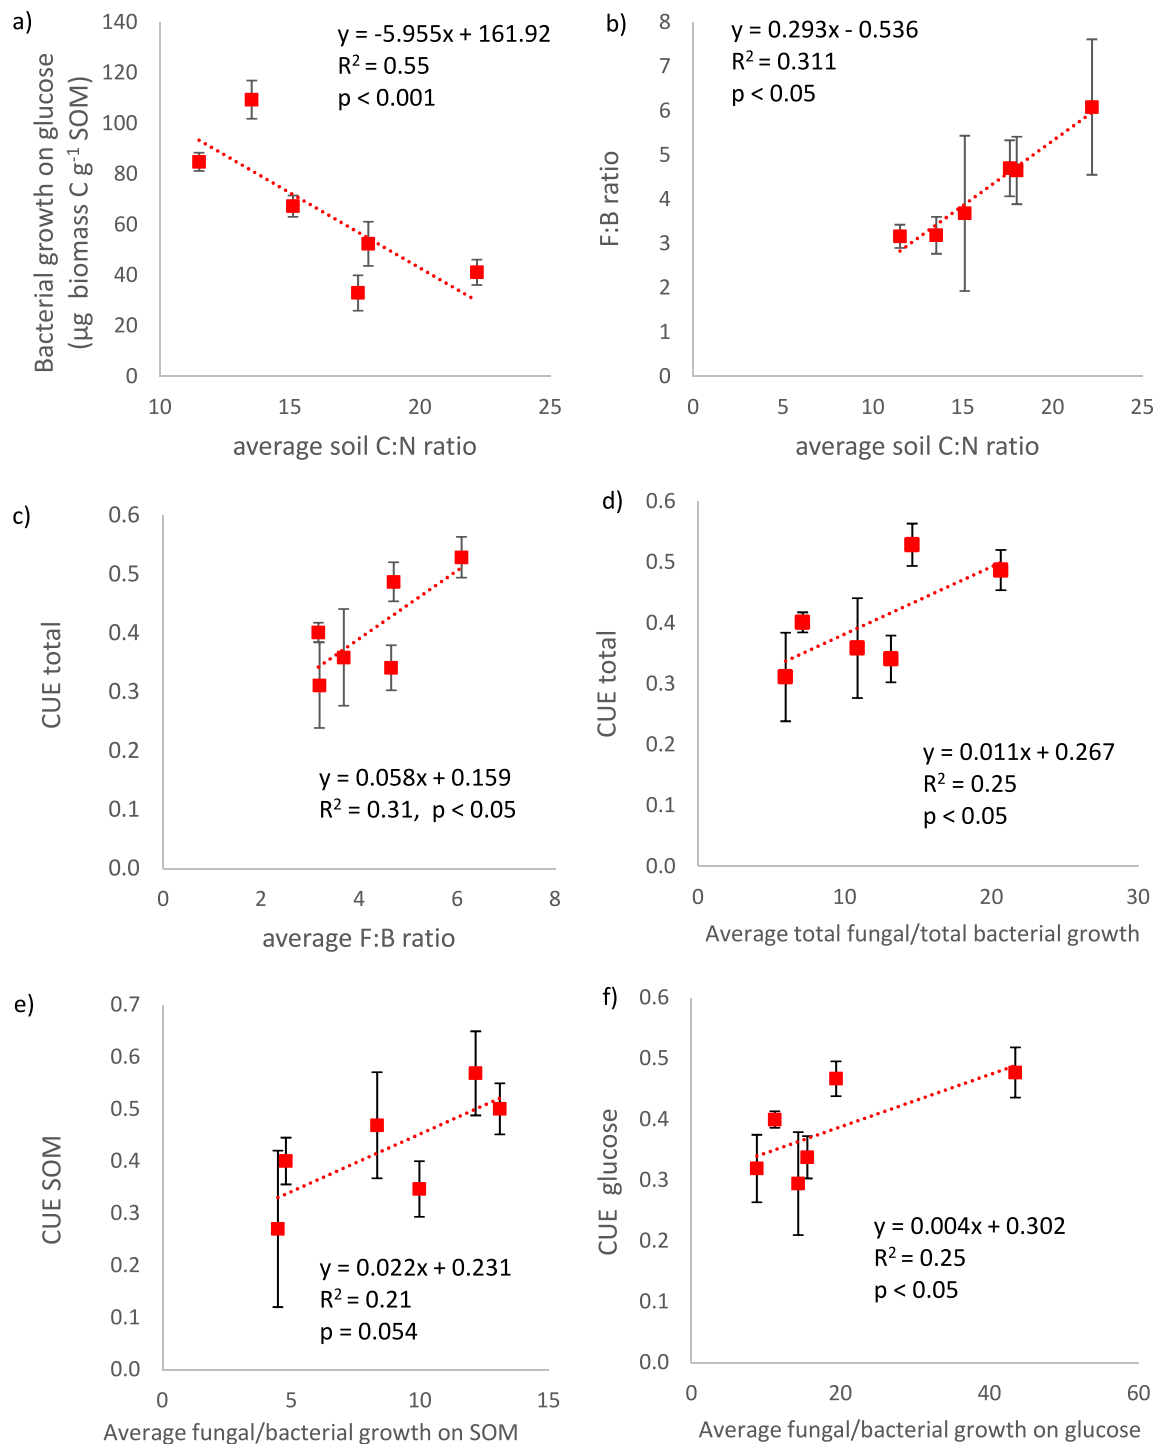 a)
Bacterial growth on glucose
(µg biomass C g⁻¹ SOM)
140
120
100
80
60
40
20
0
y = -5.955x + 161.92
R² = 0.55
p < 0.001
10 15 20 25
average soil C:N ratio
b)
F:B ratio
8
7
6
5
4
3
2
1
0
y = 0.293x - 0.536
R² = 0.311
p < 0.05
0 5 10 15 20 25
average soil C:N ratio
c)
CUE total
0.6
0.5
0.4
0.3
0.2
0.1
0.0
y = 0.058x + 0.159
R² = 0.31, p < 0.05
0 2 4 6 8
average F:B ratio
d)
CUE total
0.6
0.5
0.4
0.3
0.2
0.1
0.0
y = 0.011x + 0.267
R² = 0.25
p < 0.05
0 10 20 30
Average total fungal/total bacterial growth
e)
CUE SOM
0.7
0.6
0.5
0.4
0.3
0.2
0.1
0.0
y = 0.022x + 0.231
R² = 0.21
p = 0.054
0 5 10 15
Average fungal/bacterial growth on SOM
f)
CUE glucose
0.6
0.5
0.4
0.3
0.2
0.1
0.0
y = 0.004x + 0.302
R² = 0.25
p < 0.05
0 20 40 60
Average fungal/bacterial growth on glucose